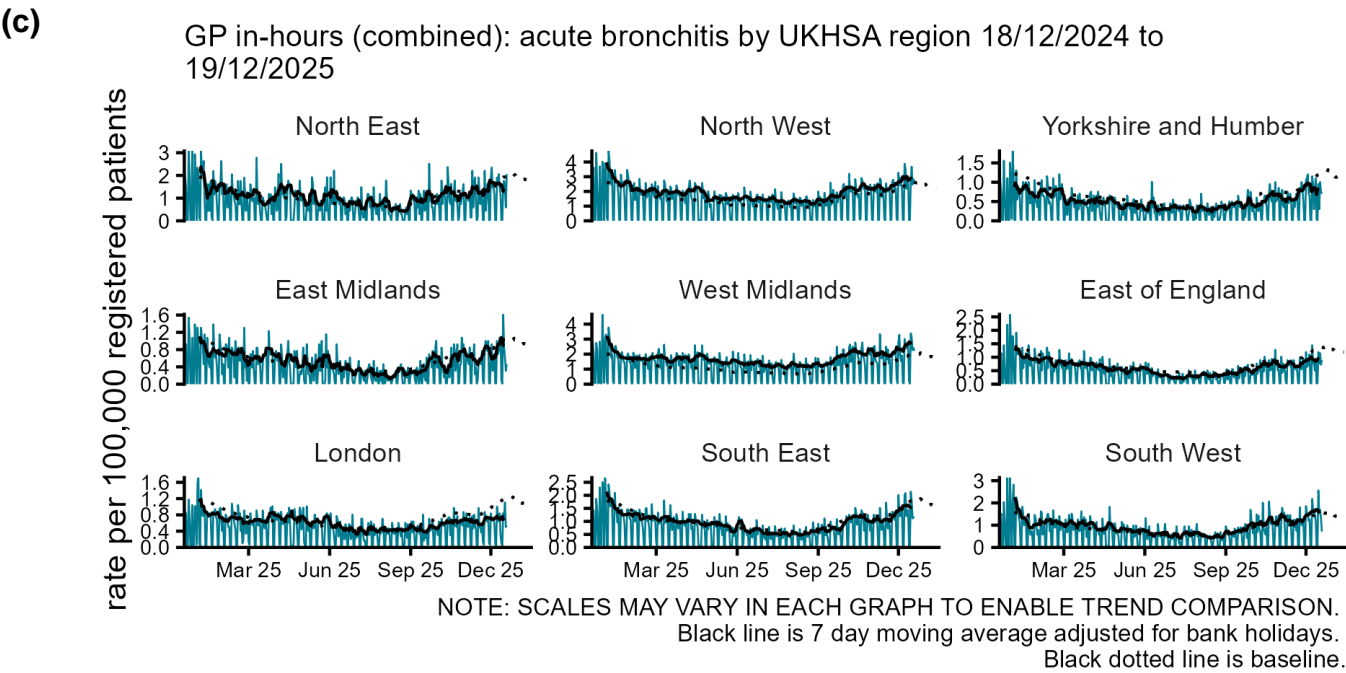 (c)
GP in-hours (combined): acute bronchitis by UKHSA region 18/12/2024 to
19/12/2025
rate per 100,000 registered patients
North East
3
2
1
0
North West
4
3
2
1
0
Yorkshire and Humber
1.5
1.0
0.5
0.0
East Midlands
1.6
1.2
0.8
0.4
0.0
West Midlands
4
3
2
1
0
East of England
2.5
2.0
1.5
1.0
0.5
0.0
London
1.6
1.2
0.8
0.4
0.0
South East
2.5
2.0
1.5
1.0
0.5
0.0
South West
3
2
1
0
Mar 25 Jun 25 Sep 25 Dec 25
Mar 25 Jun 25 Sep 25 Dec 25
Mar 25 Jun 25 Sep 25 Dec 25
NOTE: SCALES MAY VARY IN EACH GRAPH TO ENABLE TREND COMPARISON.
Black line is 7 day moving average adjusted for bank holidays.
Black dotted line is baseline.